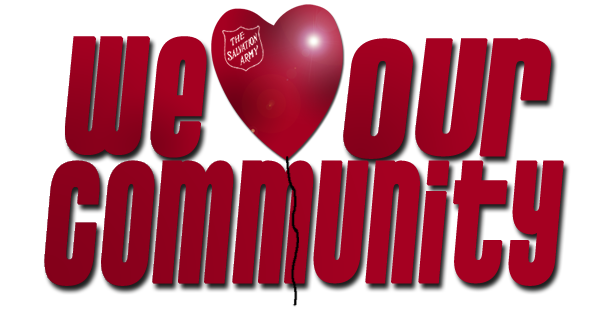 THE
SALVATION
ARMY
we our
community